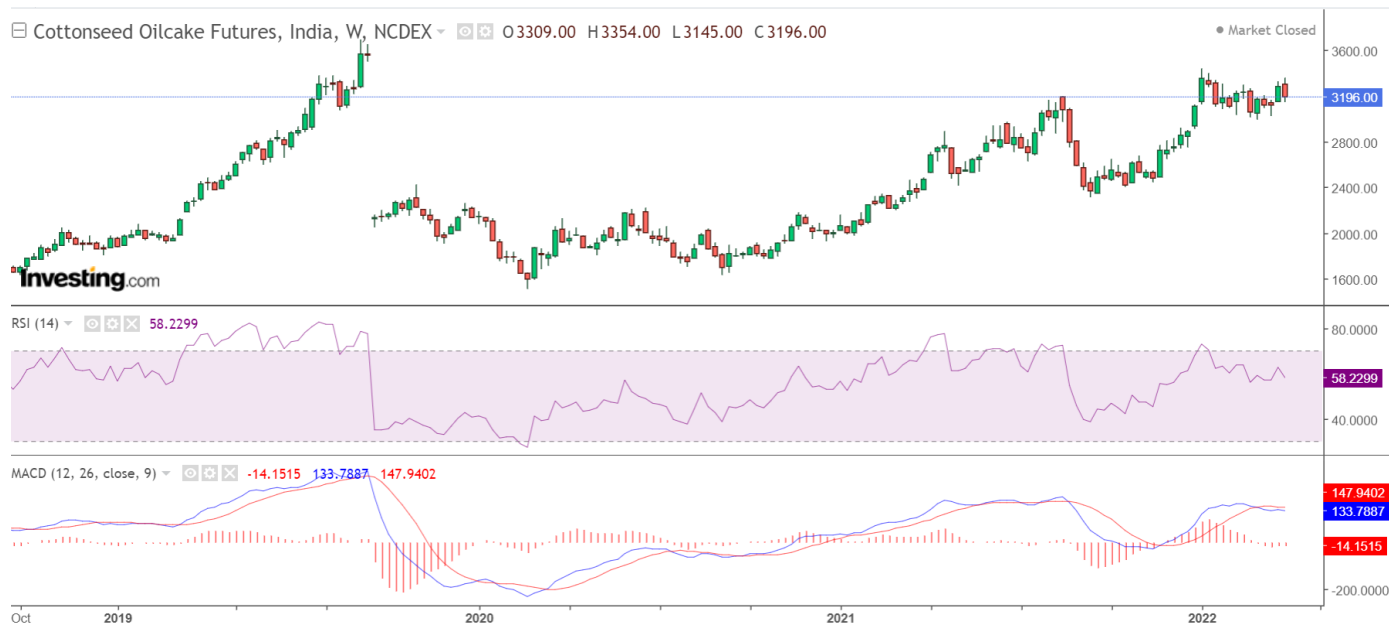 Cottonseed Oilcake Futures, India, W, NCDEX O3309.00 H3354.00 L3145.00 C3196.00
Market Closed
3600.00
3196.00
2800.00
2400.00
2000.00
1600.00
Investing.com
RSI (14) 58.2299
80.0000
58.2299
40.0000
MACD (12, 26, close, 9) -14.1515 133.7887 147.9402
147.9402
133.7887
-14.1515
-200.0000
Oct 2019 2020 2021 2022